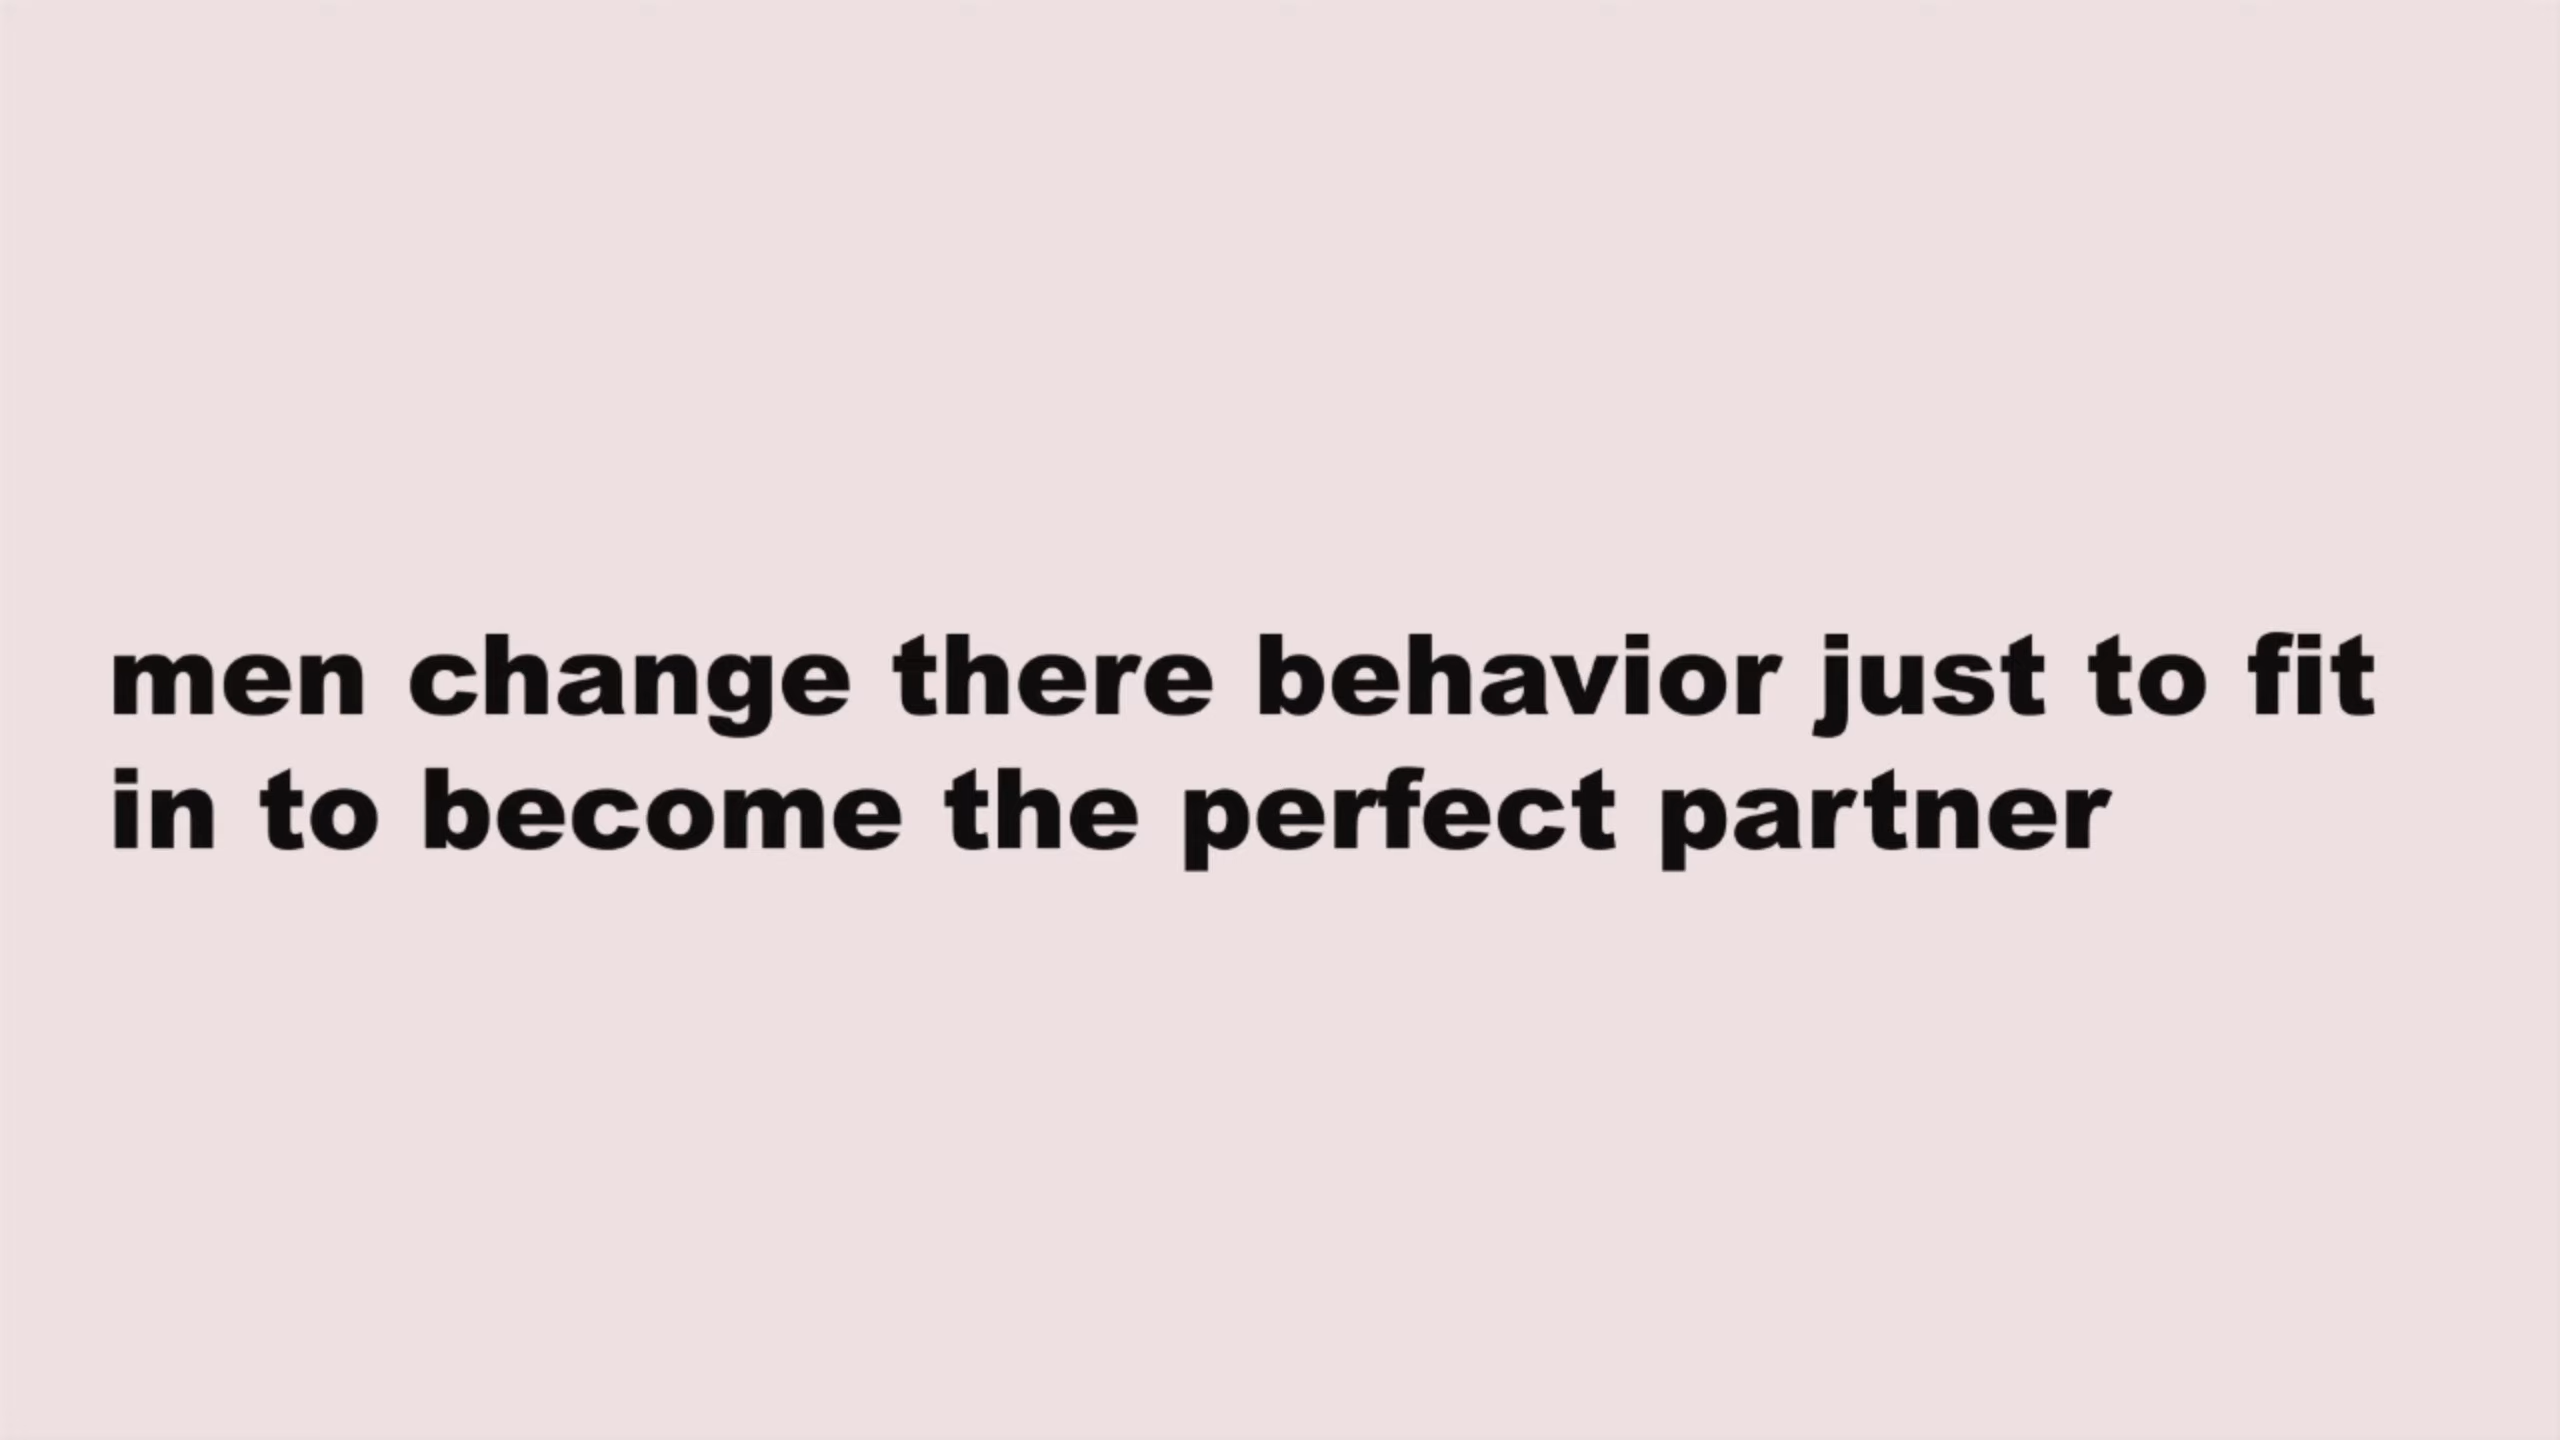 men change there behavior just to fit
in to become the perfect partner